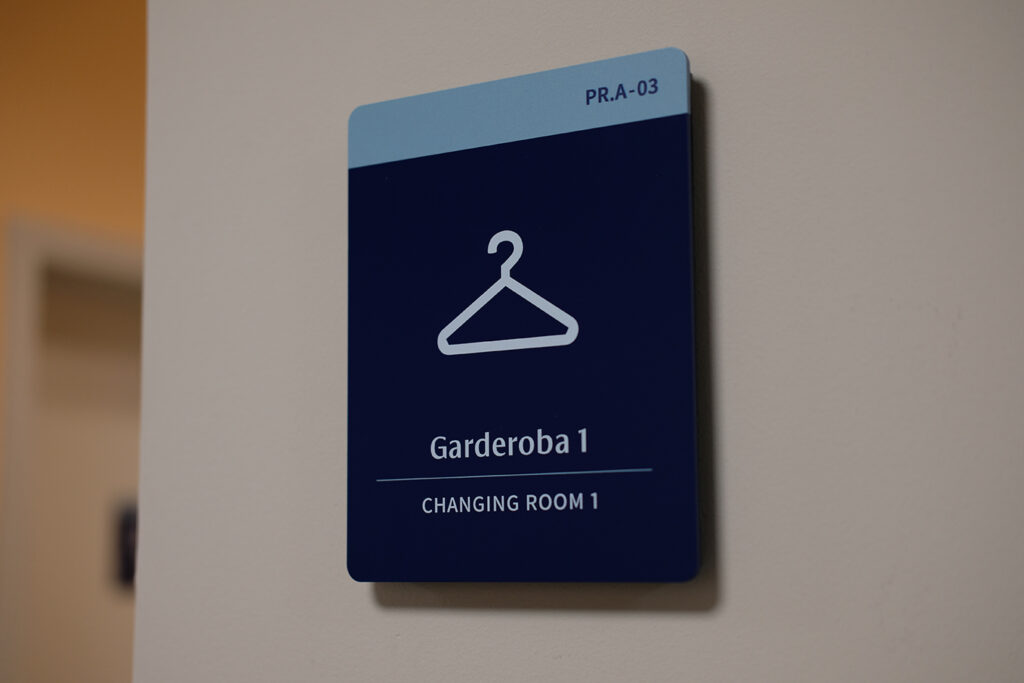 PR.A-03
Garderoba 1
CHANGING ROOM 1